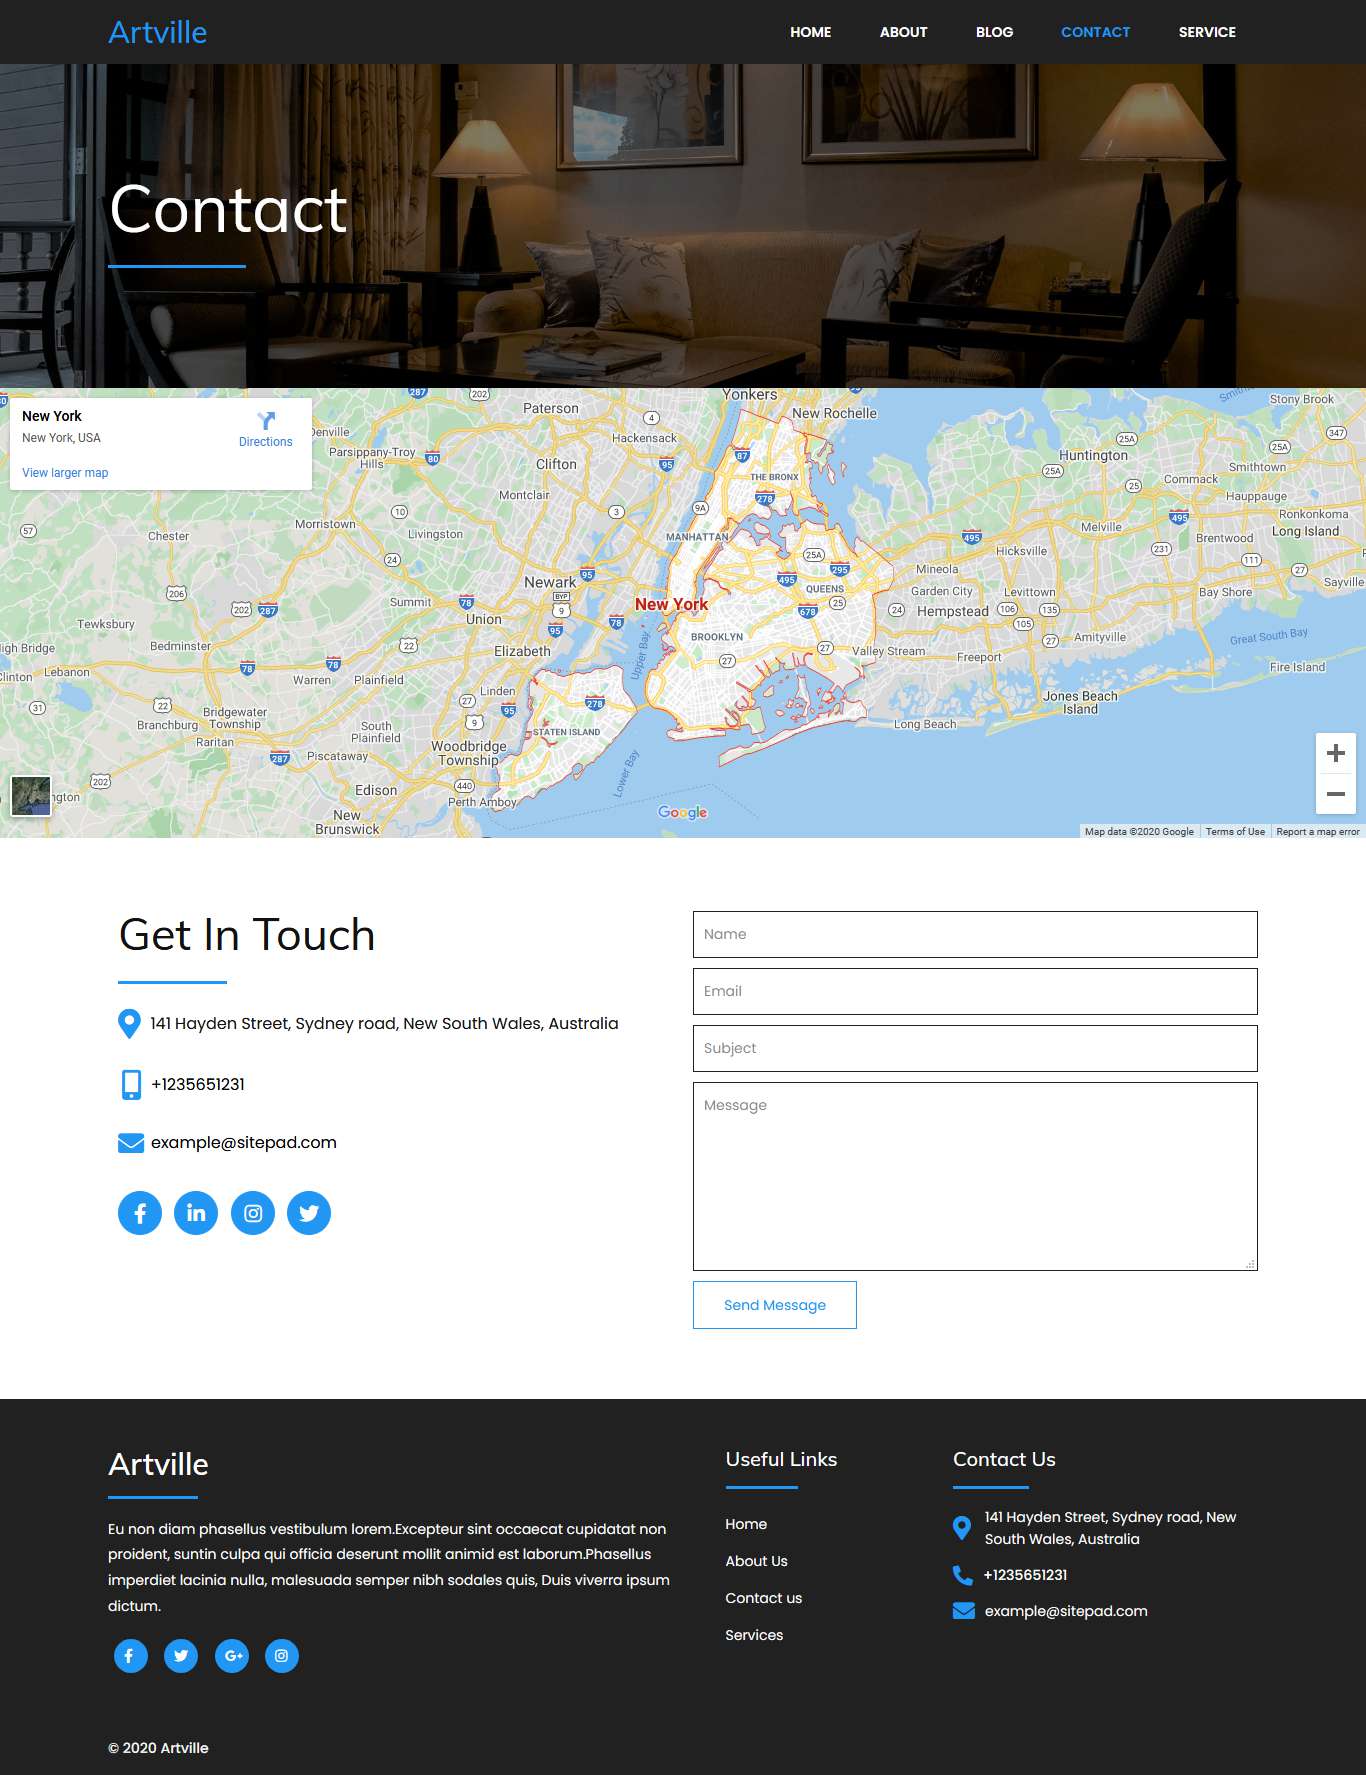 Artville
HOME ABOUT BLOG CONTACT SERVICE
Contact
New York
New York, USA
Directions
View larger map
Yonkers
Paterson
New Rochelle
Stony Brook
Denville
Parsippany-Troy
Hills
Hackensack
Clifton
Huntington
Smithtown
THE BRONX
Commack
Montclair
Hauppauge
Ronkonkoma
Chester
Morristown
Livingston
MANHATTAN
Melville
Long Island
Brentwood
Hicksville
Newark
Mineola
QUEENS
Garden City
Levittown
Bay Shore
Sayville
Summit
New York
Hempstead
Union
Tewksbury
BROOKLYN
Amityville
Great South Bay
Bedminster
Elizabeth
Upper Bay
Valley Stream
Freeport
Fire Island
Lebanon
Warren
Plainfield
Linden
Jones Beach
Island
Bridgewater
Township
Branchburg
Raritan
South
Plainfield
STATEN ISLAND
Long Beach
Piscataway
Woodbridge
Township
Lower Bay
Edison
Perth Amboy
New
Brunswick
Google
Map data ©2020 Google Terms of Use Report a map error
Get In Touch
141 Hayden Street, Sydney road, New South Wales, Australia
+1235651231
example@sitepad.com
Name
Email
Subject
Message
Send Message
Artville
Eu non diam phasellus vestibulum lorem.Excepteur sint occaecat cupidatat non
proident, suntin culpa qui officia deserunt mollit animid est laborum.Phasellus
imperdiet lacinia nulla, malesuada semper nibh sodales quis, Duis viverra ipsum
dictum.
Useful Links
Home
About Us
Contact us
Services
Contact Us
141 Hayden Street, Sydney road, New
South Wales, Australia
+1235651231
example@sitepad.com
© 2020 Artville